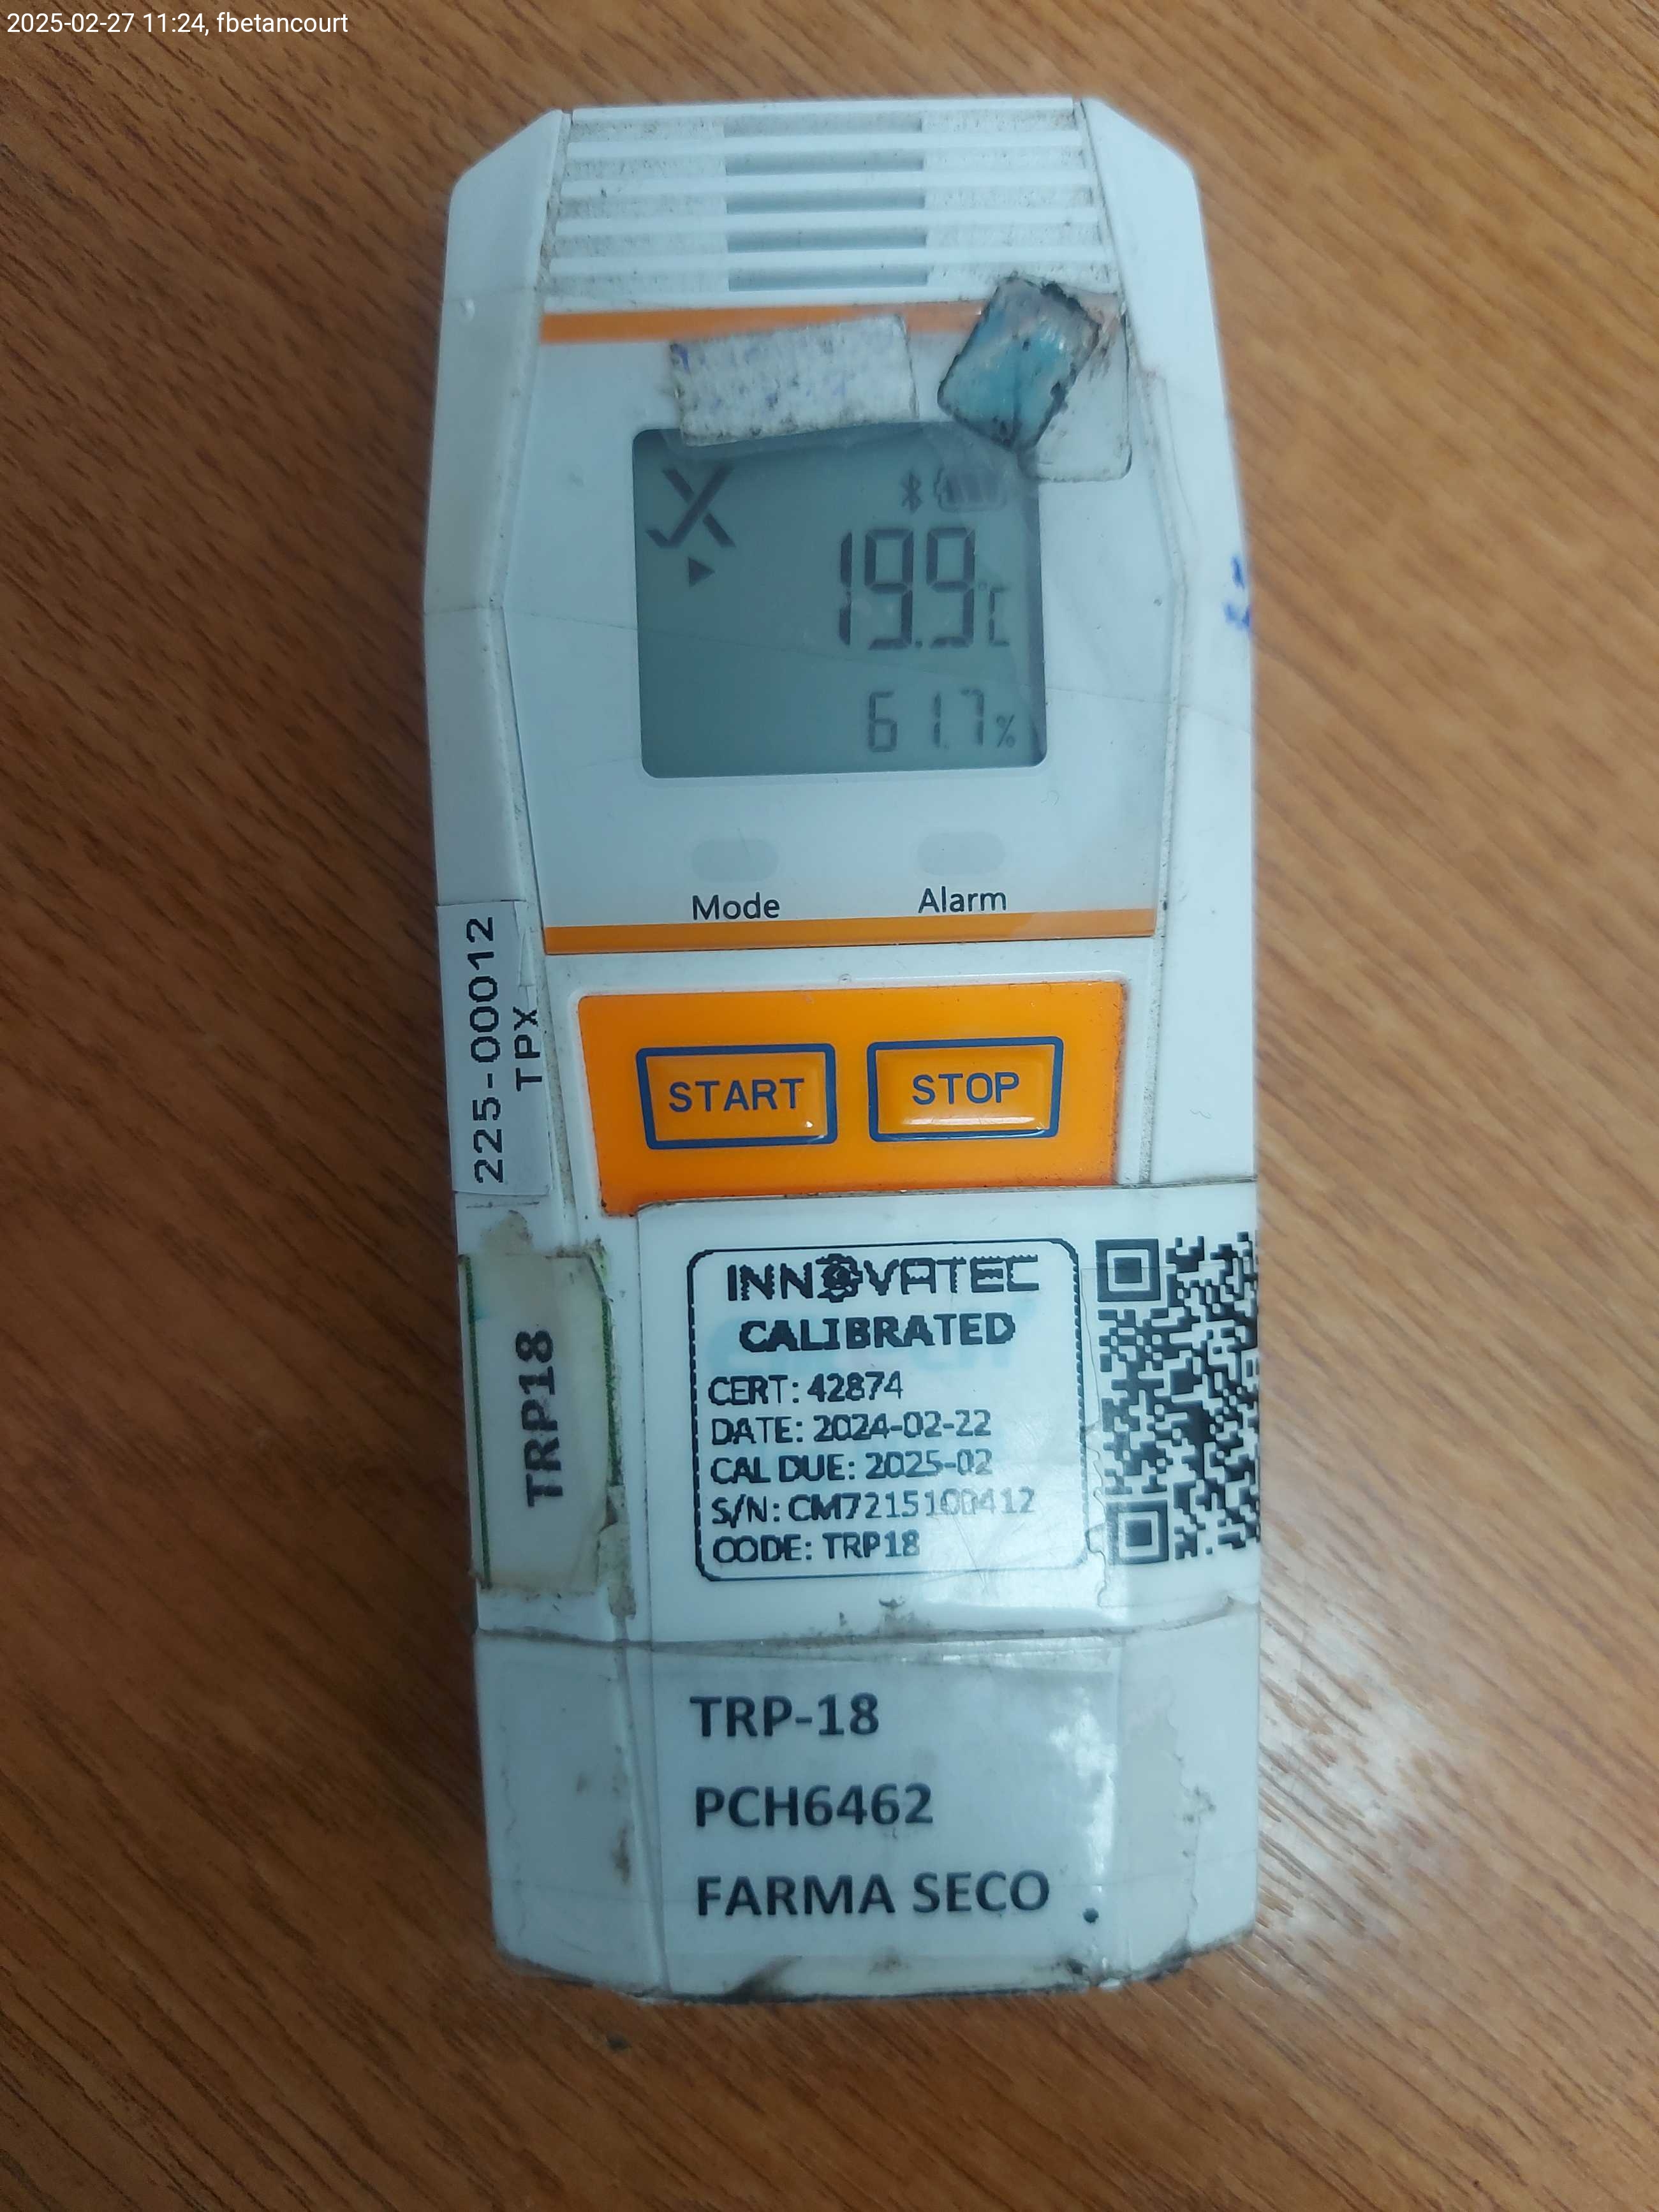 2025-02-27 11:24, fbetancourt
19.9°C
61.7%
Mode
Alarm
225-00012
TPX
START
STOP
INNOVATEC
CALIBRATED
CERT: 42874
DATE: 2024-02-22
CAL DUE: 2025-02
S/N: CM7215100412
CODE: TRP18
TRP18
TRP-18
PCH6462
FARMA SECO